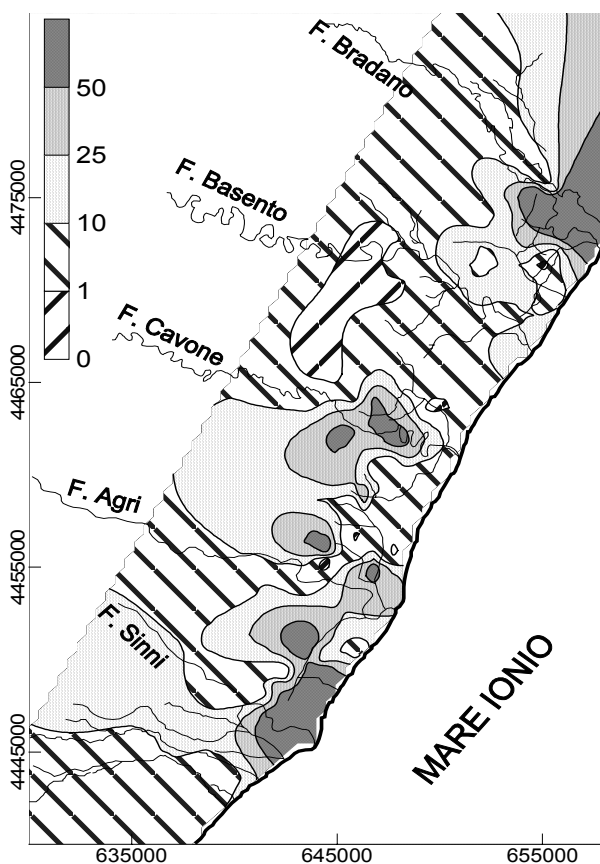 F. Bradano
50
25
F. Basento
10
1
0
F. Cavone
F. Agri
F. Sinni
MARE IONIO
4475000
4465000
4455000
4445000
635000
645000
655000